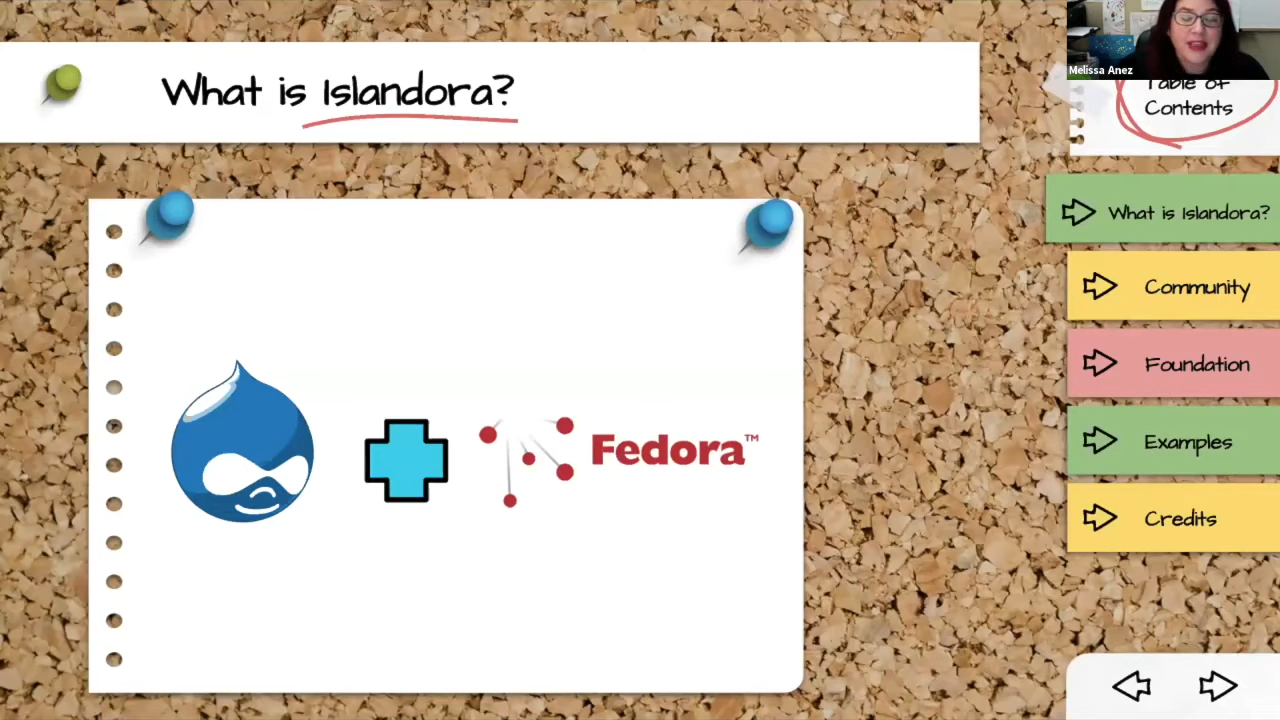 What is Islandora?
Melissa Anez
Table of
Contents
What is Islandora?
Community
Foundation
Examples
Credits
Fedora™